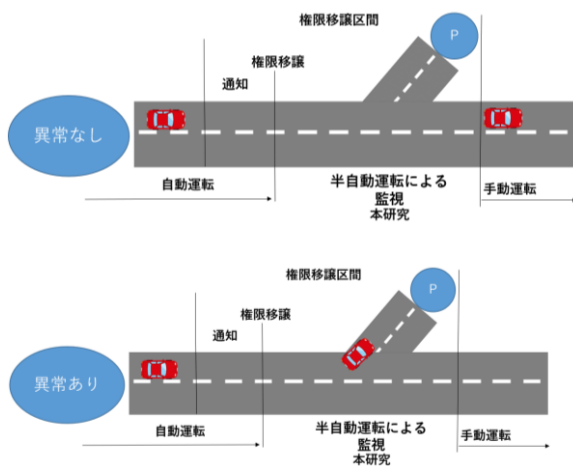 権限移譲区間
P
権限移譲
通知
異常なし
自動運転
半自動運転による
監視
本研究
手動運転
権限移譲区間
P
権限移譲
通知
異常あり
自動運転
半自動運転による
監視
本研究
手動運転